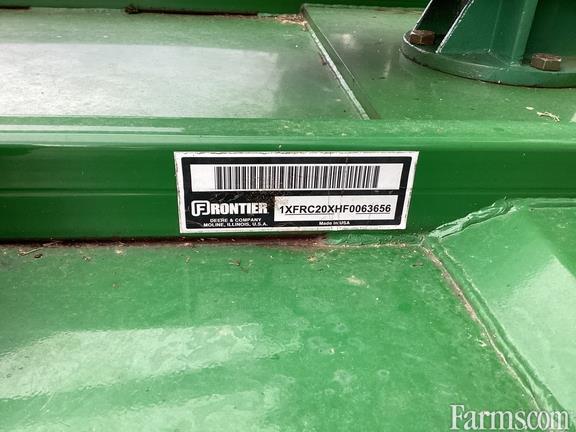 FRONTIER
1XFRC20XHF0063656
DEERE & COMPANY
MOLINE, ILLINOIS, U.S.A.
Made in USA
Farms.com